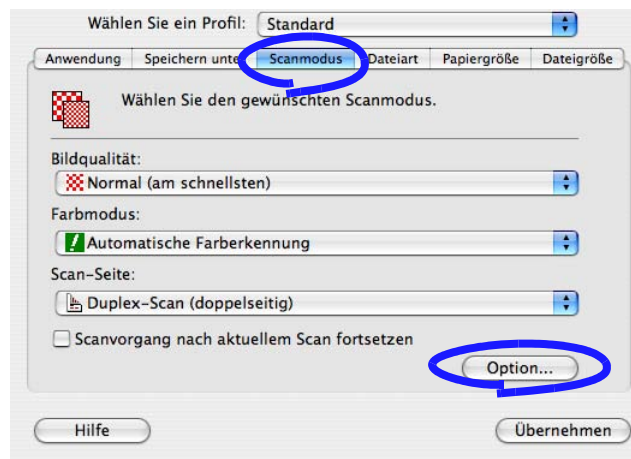 Wählen Sie ein Profil: Standard
Anwendung Speichern unter Scanmodus Dateiart Papiergröße Dateigröße
Wählen Sie den gewünschten Scanmodus.
Bildqualität:
Normal (am schnellsten)
Farbmodus:
Automatische Farberkennung
Scan-Seite:
Duplex-Scan (doppelseitig)
Scanvorgang nach aktuellem Scan fortsetzen
Option...
Hilfe Übernehmen